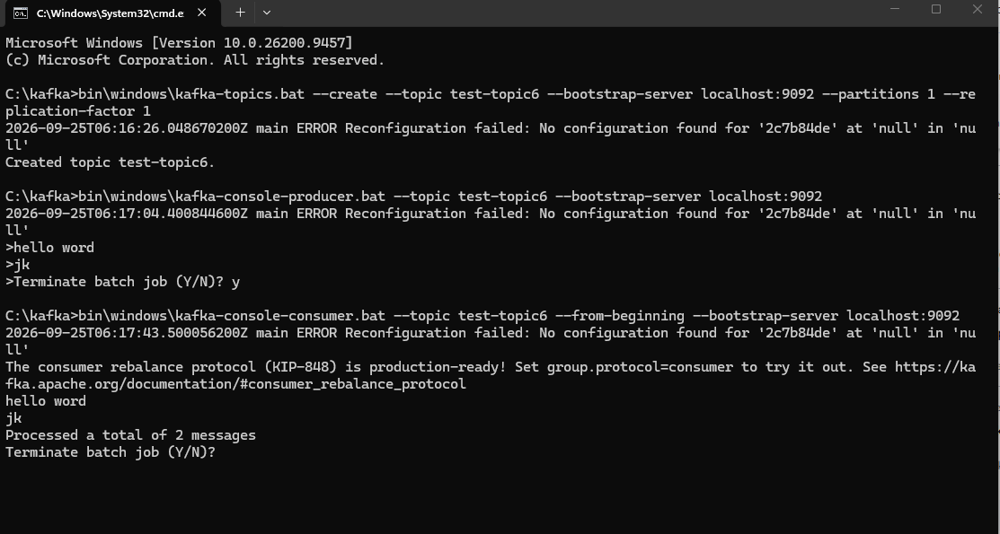 C:\Windows\System32\cmd.e
Microsoft Windows [Version 10.0.26200.9457]
(c) Microsoft Corporation. All rights reserved.
C:\kafka>bin\windows\kafka-topics.bat --create --topic test-topic6 --bootstrap-server localhost:9092 --partitions 1 --re
plication-factor 1
2026-09-25T06:16:26.048670200Z main ERROR Reconfiguration failed: No configuration found for '2c7b84de' at 'null' in 'nu
ll'
Created topic test-topic6.
C:\kafka>bin\windows\kafka-console-producer.bat --topic test-topic6 --bootstrap-server localhost:9092
2026-09-25T06:17:04.400844600Z main ERROR Reconfiguration failed: No configuration found for '2c7b84de' at 'null' in 'nu
ll'
>hello word
>jk
>Terminate batch job (Y/N)? y
C:\kafka>bin\windows\kafka-console-consumer.bat --topic test-topic6 --from-beginning --bootstrap-server localhost:9092
2026-09-25T06:17:43.500056200Z main ERROR Reconfiguration failed: No configuration found for '2c7b84de' at 'null' in 'nu
ll'
The consumer rebalance protocol (KIP-848) is production-ready! Set group.protocol=consumer to try it out. See https://ka
fka.apache.org/documentation/#consumer_rebalance_protocol
hello word
jk
Processed a total of 2 messages
Terminate batch job (Y/N)?